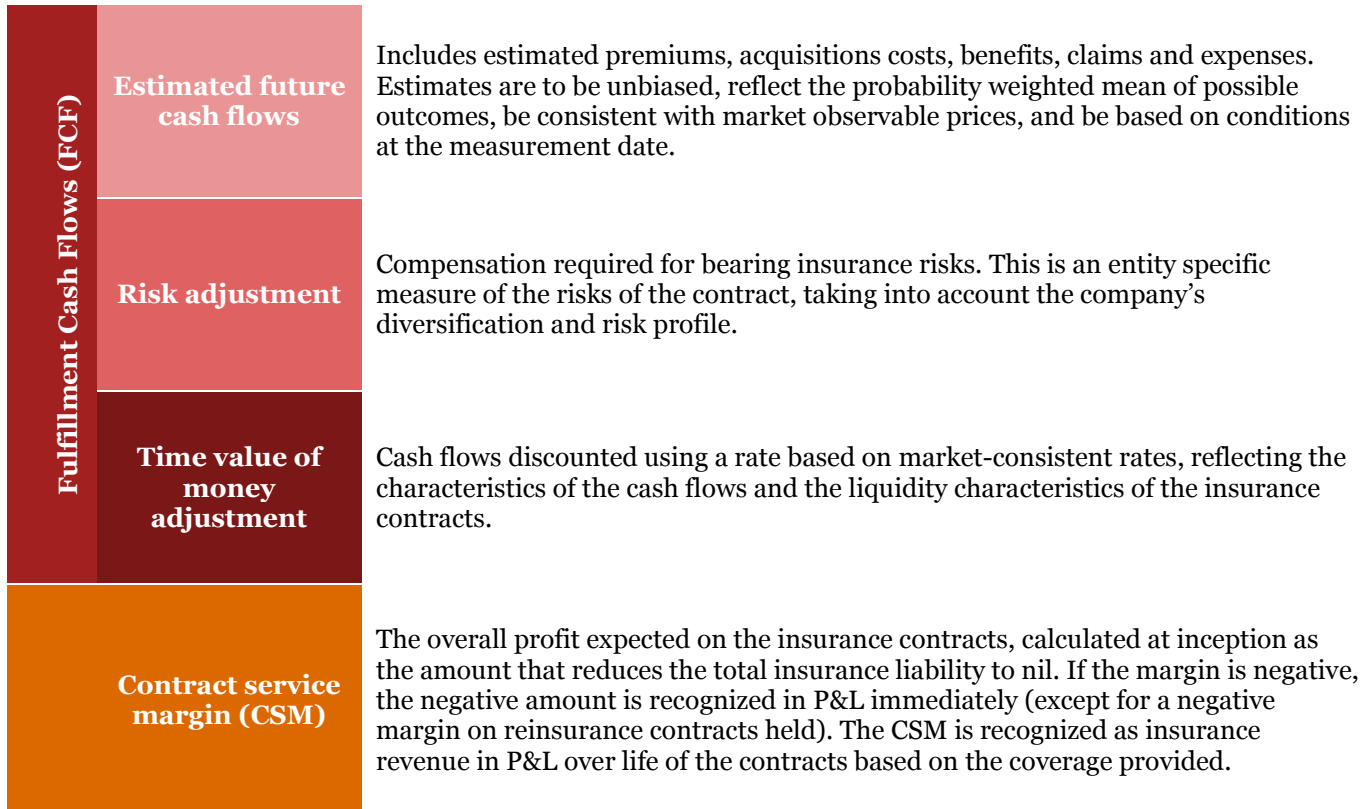 Fulfillment Cash Flows (FCF)
Estimated future
cash flows
Includes estimated premiums, acquisitions costs, benefits, claims and expenses.
Estimates are to be unbiased, reflect the probability weighted mean of possible
outcomes, be consistent with market observable prices, and be based on conditions
at the measurement date.
Risk adjustment
Compensation required for bearing insurance risks. This is an entity specific
measure of the risks of the contract, taking into account the company’s
diversification and risk profile.
Time value of
money
adjustment
Cash flows discounted using a rate based on market-consistent rates, reflecting the
characteristics of the cash flows and the liquidity characteristics of the insurance
contracts.
Contract service
margin (CSM)
The overall profit expected on the insurance contracts, calculated at inception as
the amount that reduces the total insurance liability to nil. If the margin is negative,
the negative amount is recognized in P&L immediately (except for a negative
margin on reinsurance contracts held). The CSM is recognized as insurance
revenue in P&L over life of the contracts based on the coverage provided.